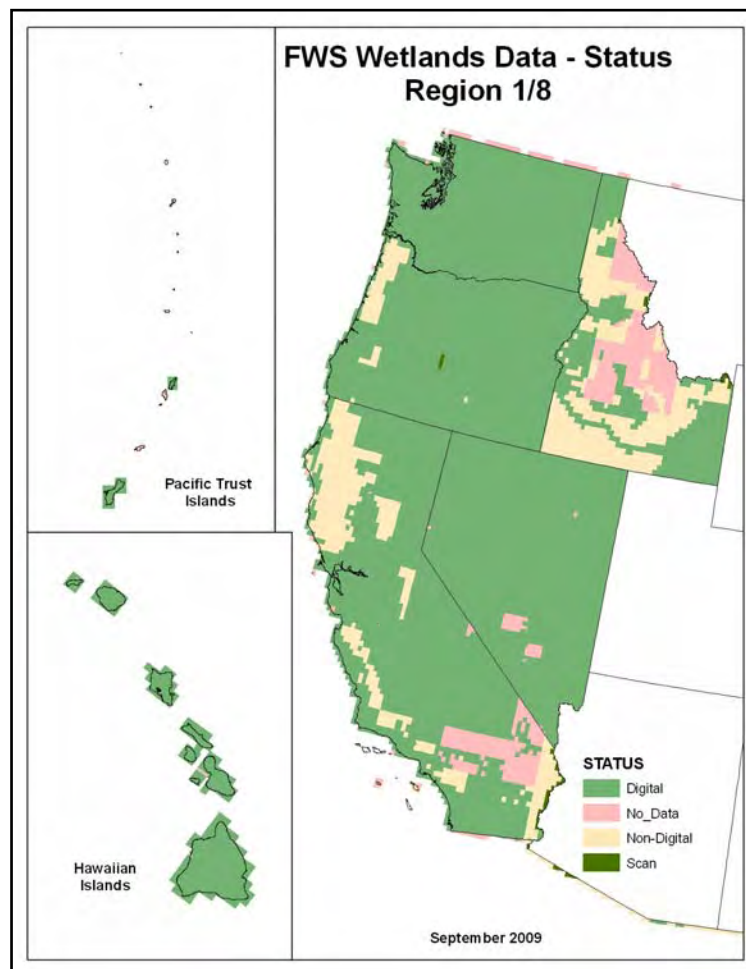 FWS Wetlands Data - Status
Region 1/8
Pacific Trust
Islands
Hawaiian
Islands
STATUS
Digital
No_Data
Non-Digital
Scan
September 2009